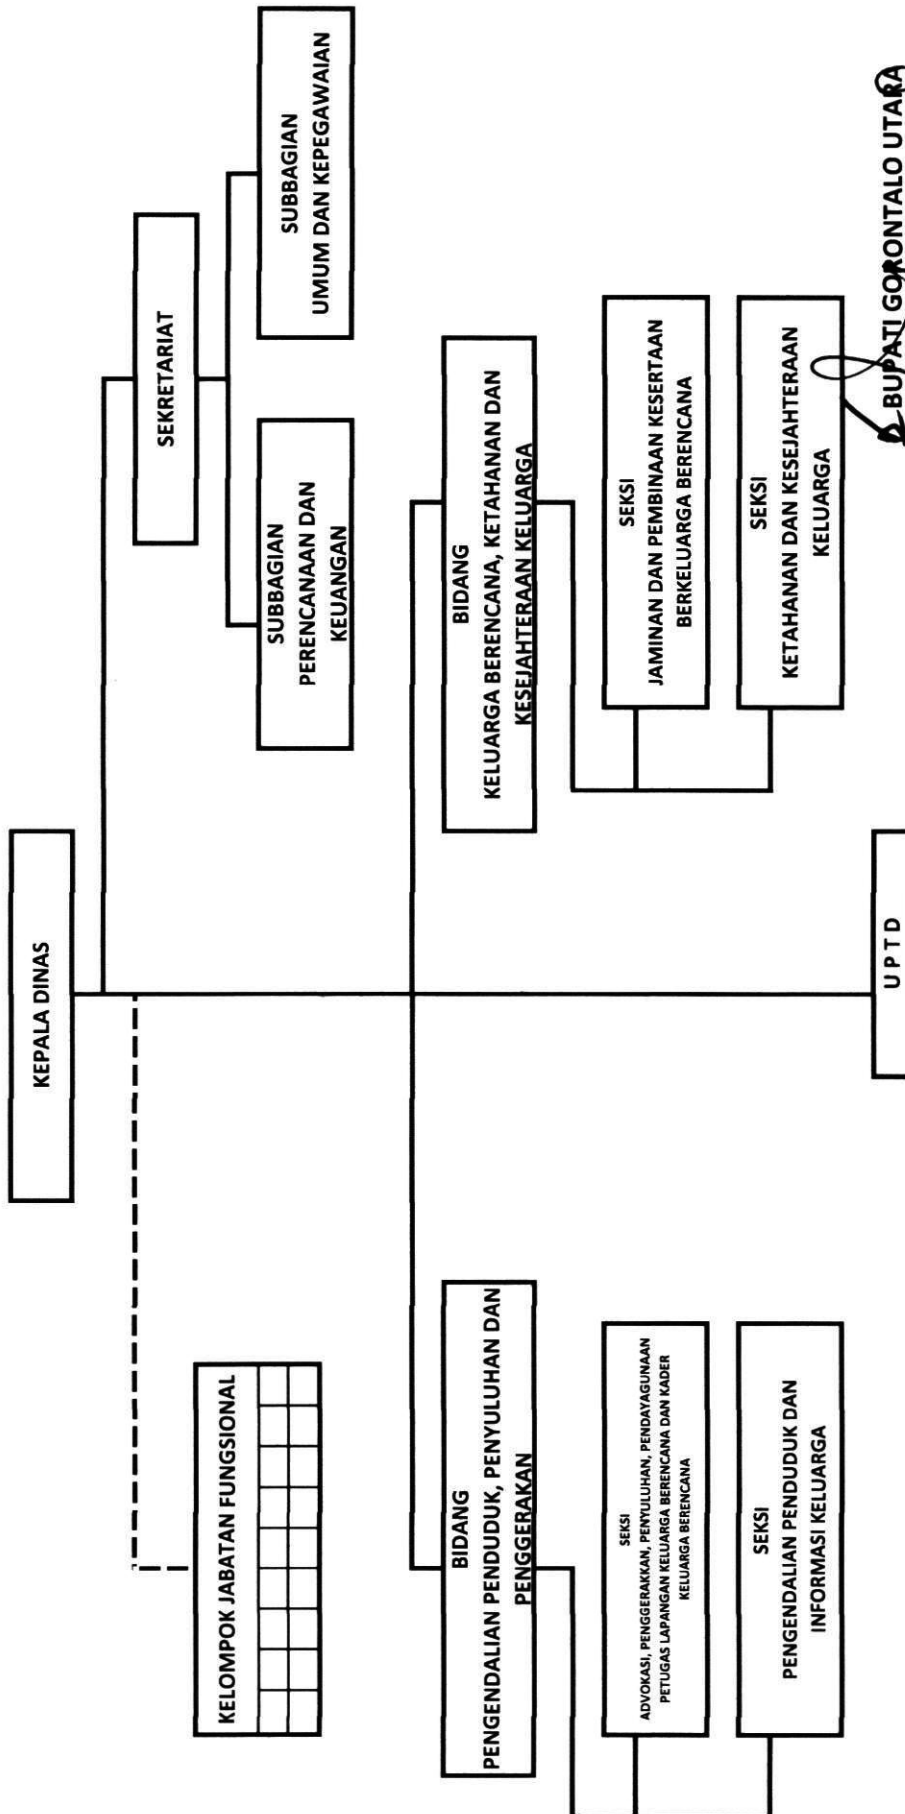 KEPALA DINAS
KELOMPOK JABATAN FUNGSIONAL
SEKRETARIAT
SUBBAGIAN
PERENCANAAN DAN
KEUANGAN
SUBBAGIAN
UMUM DAN KEPEGAWAIAN
BIDANG
PENGENDALIAN PENDUDUK, PENYULUHAN DAN
PENGGERAKAN
BIDANG
KELUARGA BERENCANA, KETAHANAN DAN
KESEJAHTERAAN KELUARGA
SEKSI
ADVOKASI, PENGGERAKKAN, PENYULUHAN, PENDAYAGUNAAN
PETUGAS LAPANGAN KELUARGA BERENCANA DAN KADER
KELUARGA BERENCANA
SEKSI
JAMINAN DAN PEMBINAAN KESERTAAN
BERKELUARGA BERENCANA
SEKSI
PENGENDALIAN PENDUDUK DAN
INFORMASI KELUARGA
SEKSI
KETAHANAN DAN KESEJAHTERAAN
KELUARGA
U P T D
BUPATI GORONTALO UTARA